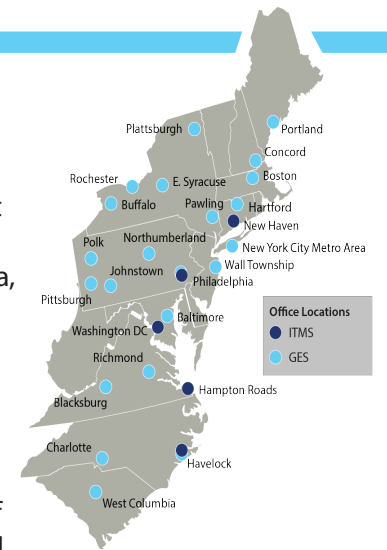 Plattsburgh
Portland
Concord
Rochester
E. Syracuse
Boston
Buffalo
Pawling
Hartford
New Haven
Polk
Northumberland
New York City Metro Area
Johnstown
Wall Township
a,
Philadelphia
Pittsburgh
Office Locations
Baltimore
ITMS
Washington DC
GES
Richmond
Hampton Roads
Blacksburg
Charlotte
Havelock
West Columbia